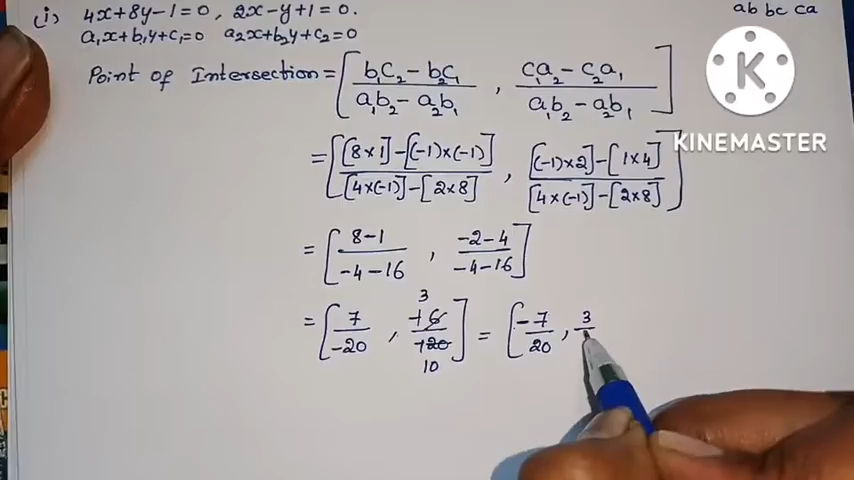 (i) 4x+8y-1=0, 2x-y+1=0.
ab bc ca
a₁x+b₁y+c₁=0 a₂x+b₂y+c₂=0
Point of Intersection = [ (b₁c₂ - b₂c₁)/(a₁b₂ - a₂b₁) , (c₁a₂ - c₂a₁)/(a₁b₂ - a₂b₁) ]
K
KINEMASTER
= [ ([8×1]-[(-1)×(-1)])/([4×(-1)]-[2×8]) , ([(-1)×2]-[1×4])/([4×(-1)]-[2×8]) ]
= [ (8-1)/(-4-16) , (-2-4)/(-4-16) ]
= [ 7/-20 , +6/+20 3 10 ] = [ -7/20 , 3/